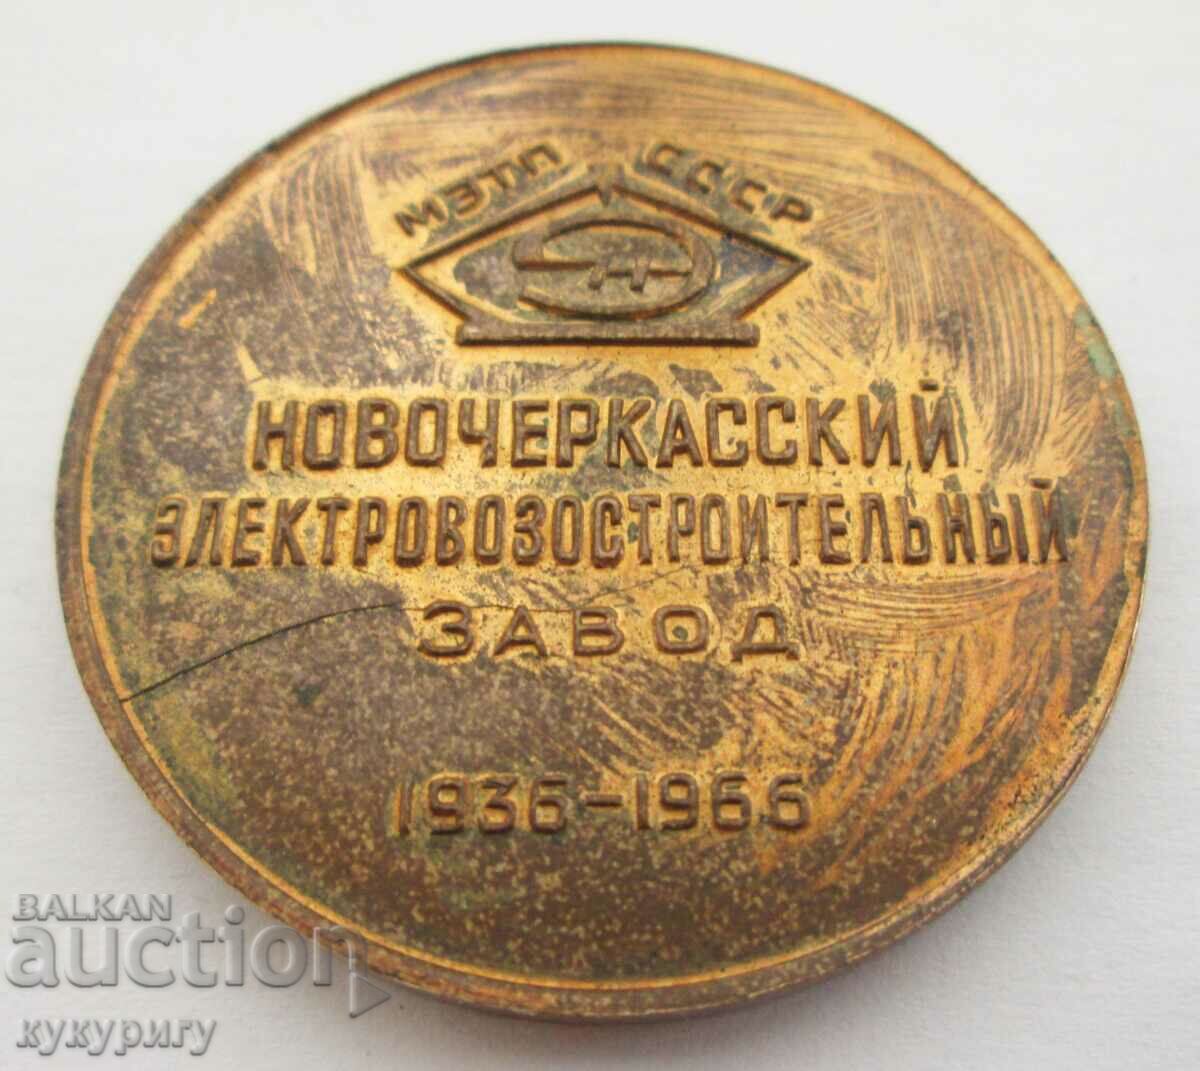 МЭТП СССР
НОВОЧЕРКАССКИЙ
ЭЛЕКТРОВОЗОСТРОИТЕЛЬНЫЙ
ЗАВОД
1936-1966
BALKAN
auction
кукуригу